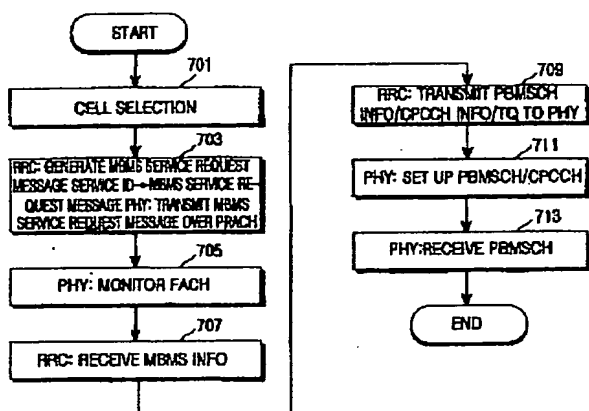 START
701
CELL SELECTION
703
RRC: GENERATE MBMS SERVICE REQUEST
MESSAGE SERVICE ID→MBMS SERVICE RE-
QUEST MESSAGE PHY: TRANSMIT MBMS
SERVICE REQUEST MESSAGE OVER PRACH
705
PHY: MONITOR FACH
707
RRC: RECEIVE MBMS INFO
709
RRC: TRANSMIT PBMSCH
INFO/CPCCH INFO/TQ TO PHY
711
PHY: SET UP PBMSCH/CPCCH
713
PHY:RECEIVE PBMSCH
END